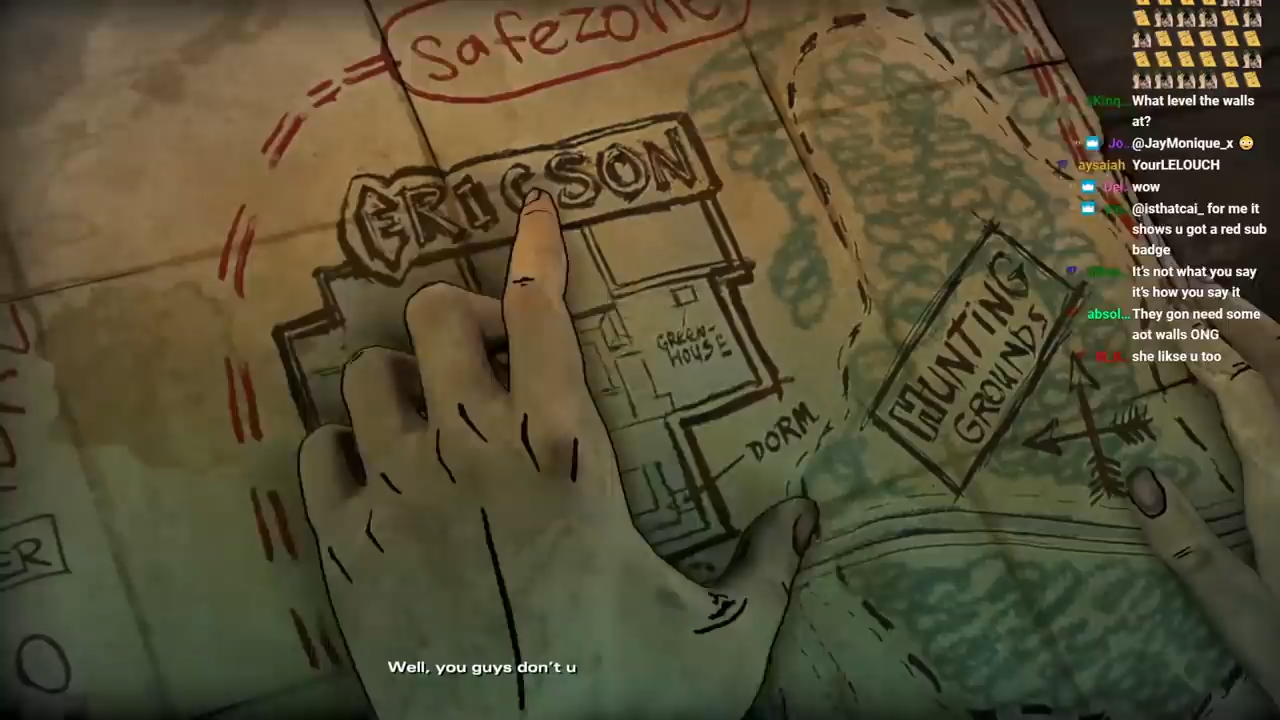 Safezone
ERICSON
GREEN-
HOUSE
DORM
HUNTING
GROUNDS
ER
O
Well, you guys don't u
What level the walls
at?
@JayMonique_x
aysaiah YourLELOUCH
wow
@isthatcai_ for me it
shows u got a red sub
badge
It's not what you say
it's how you say it
absol... They gon need some
aot walls ONG
she likse u too